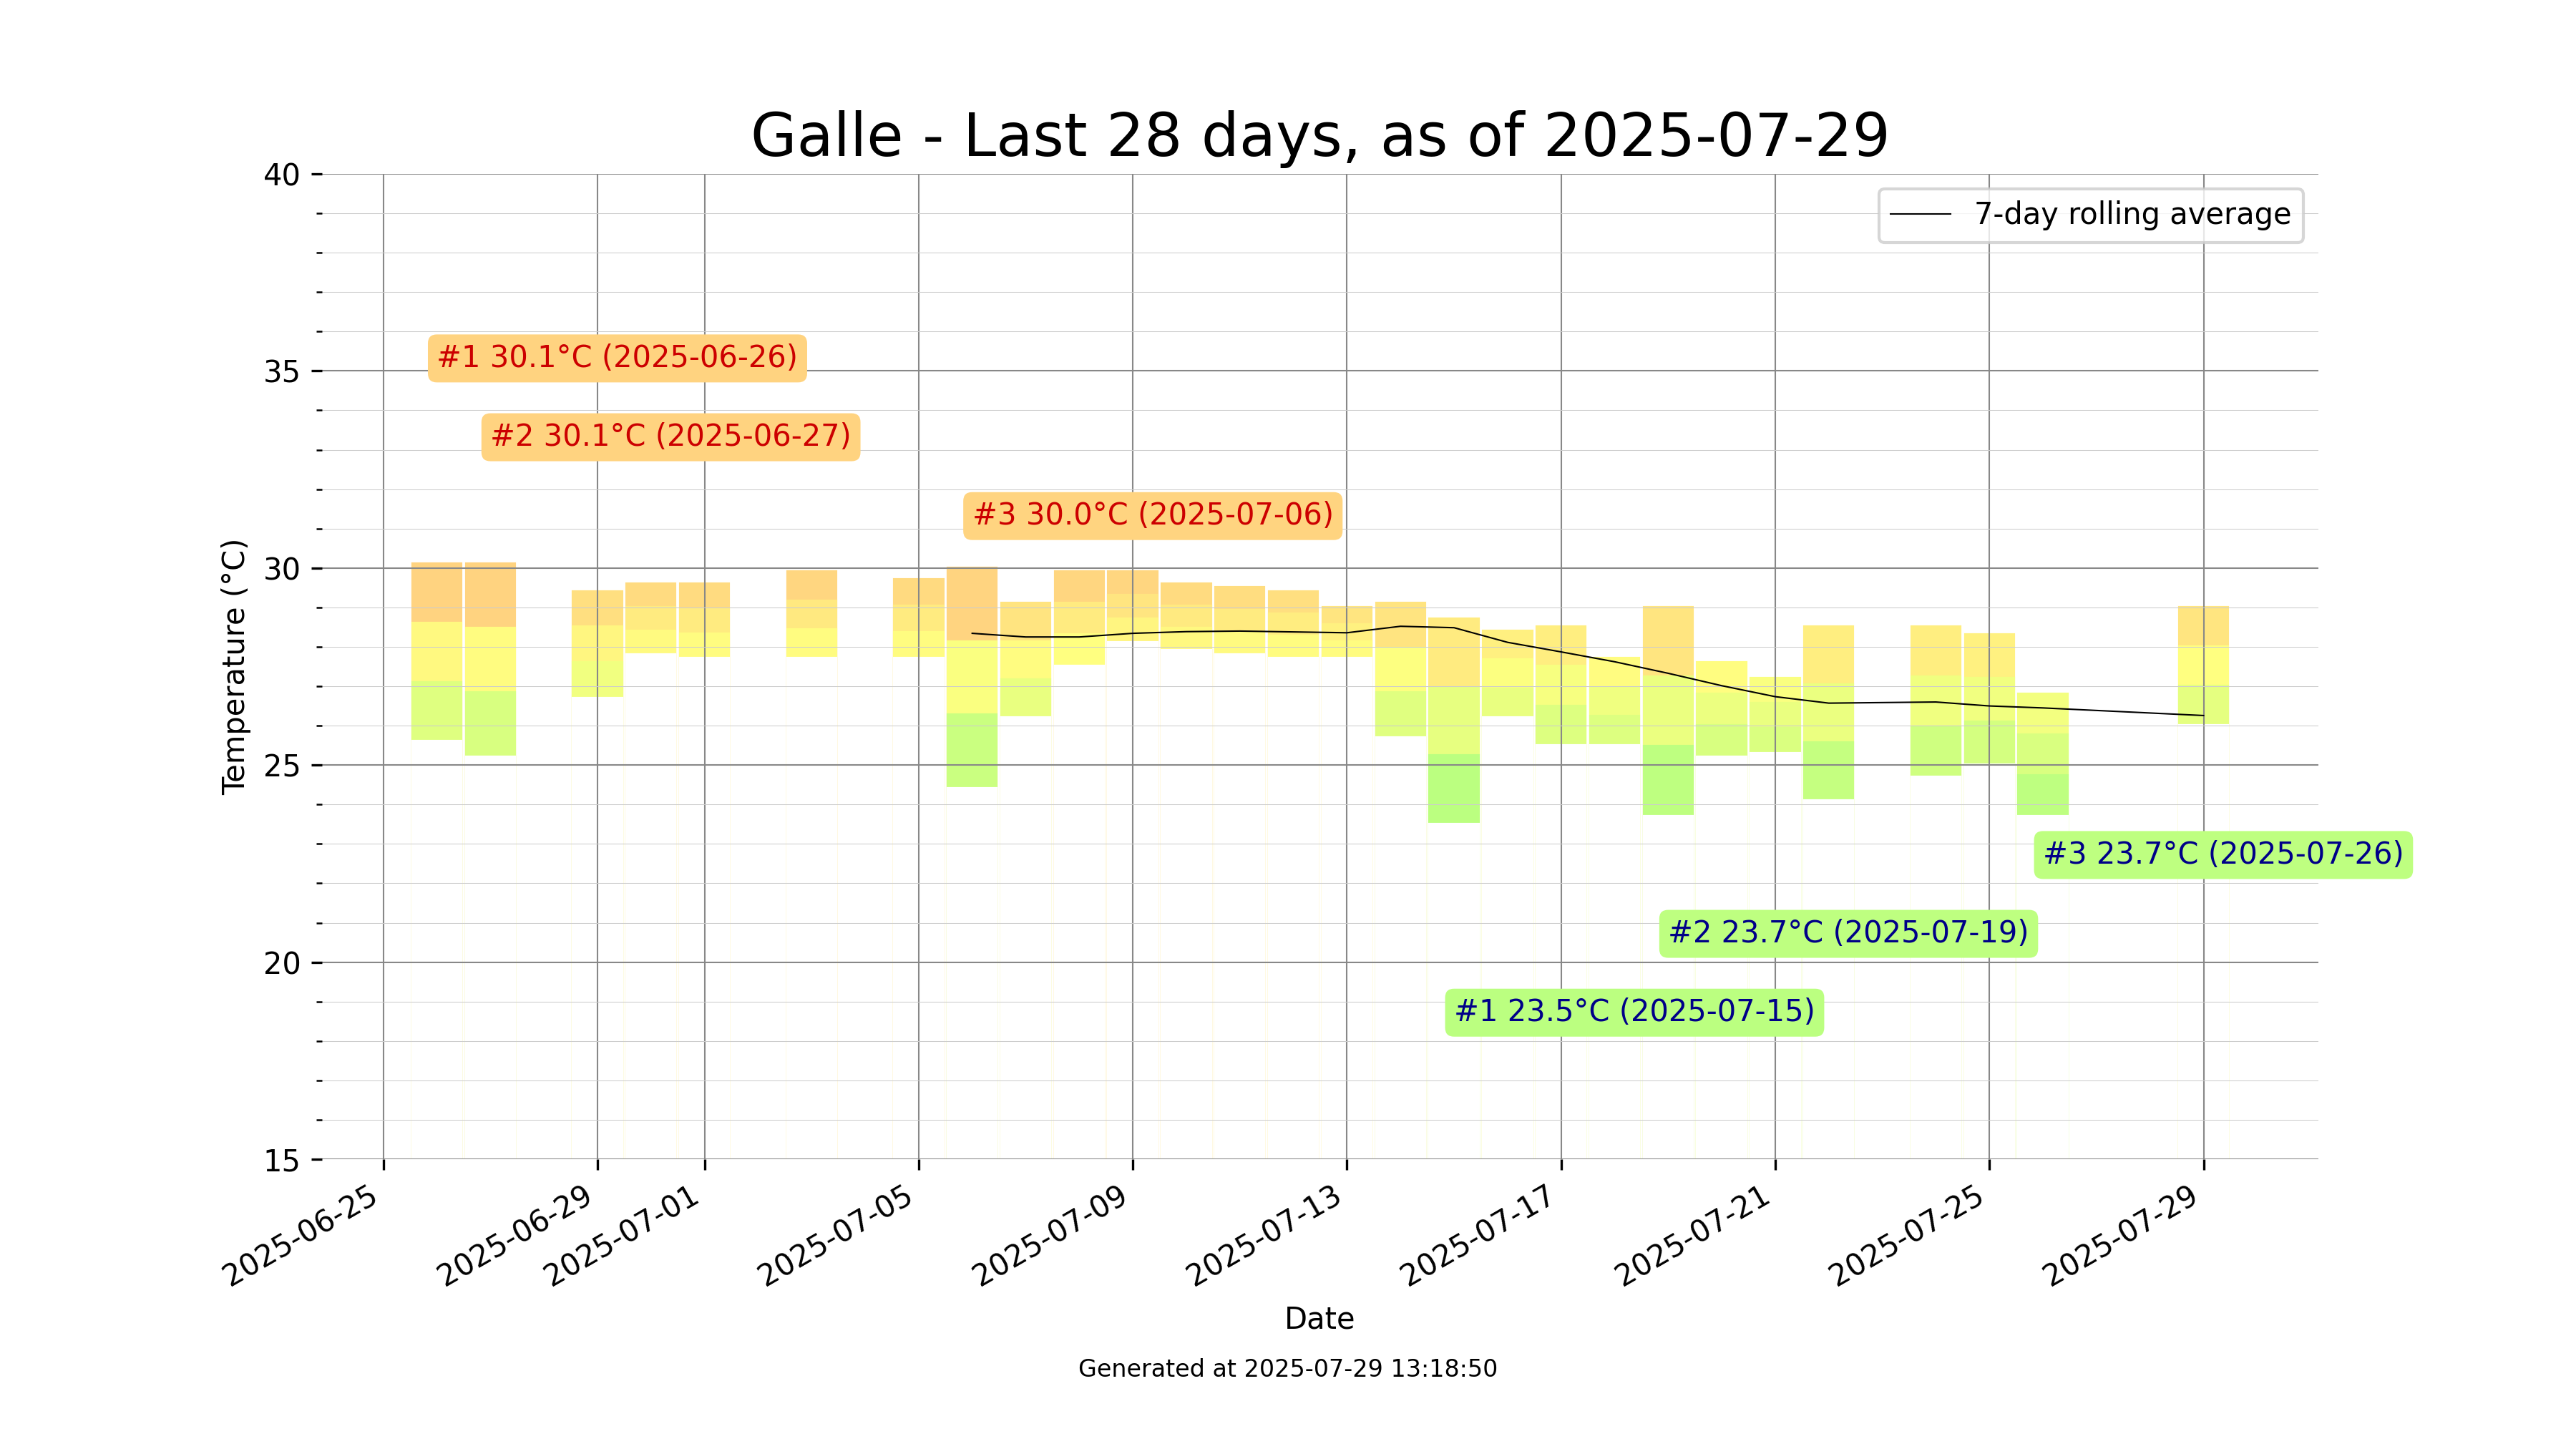 Galle - Last 28 days, as of 2025-07-29
40
7-day rolling average
#1 30.1°C (2025-06-26)
35
#2 30.1°C (2025-06-27)
#3 30.0°C (2025-07-06)
30
Temperature (°C)
25
#3 23.7°C (2025-07-26)
#2 23.7°C (2025-07-19)
20
#1 23.5°C (2025-07-15)
15
2025-06-25
2025-06-29
2025-07-01
2025-07-05
2025-07-09
2025-07-13
2025-07-17
2025-07-21
2025-07-25
2025-07-29
Date
Generated at 2025-07-29 13:18:50